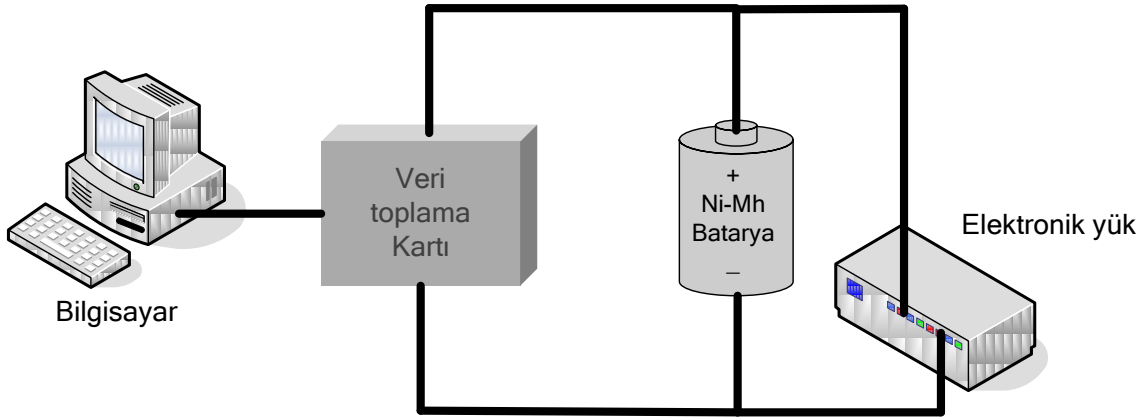 Veri
toplama
Kartı
+
Ni-Mh
Batarya
–
Elektronik yük
Bilgisayar